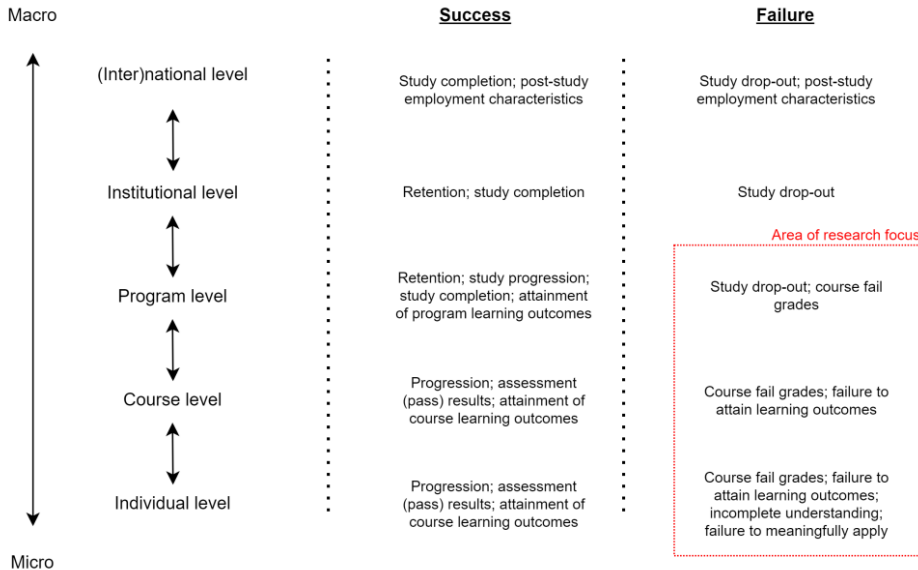 Macro
Success
Failure
(Inter)national level
Study completion; post-study
employment characteristics
Study drop-out; post-study
employment characteristics
Institutional level
Retention; study completion
Study drop-out
Area of research focus
Program level
Retention; study progression;
study completion; attainment
of program learning outcomes
Study drop-out; course fail
grades
Course level
Progression; assessment
(pass) results; attainment of
course learning outcomes
Course fail grades; failure to
attain learning outcomes
Individual level
Progression; assessment
(pass) results; attainment of
course learning outcomes
Course fail grades; failure to
attain learning outcomes;
incomplete understanding;
failure to meaningfully apply
Micro